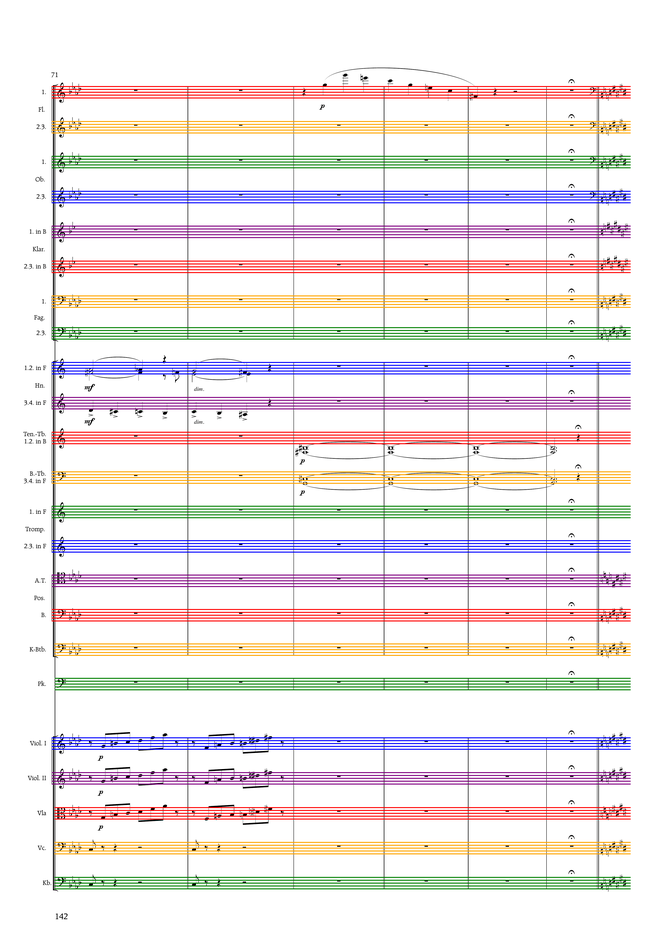 71
1.
Fl.
p
2.3.
1.
Ob.
2.3.
1. in B
Klar.
2.3. in B
1.
Fag.
2.3.
1.2. in F
mf
dim.
Hn.
3.4. in F
mf
dim.
Ten.-Tb.
1.2. in B
p
B.-Tb.
3.4. in F
p
1. in F
Tromp.
2.3. in F
A.T.
Pos.
B.
K-Btb.
Pk.
Viol. I
p
Viol. II
p
Vla
p
Vc.
Kb.
142